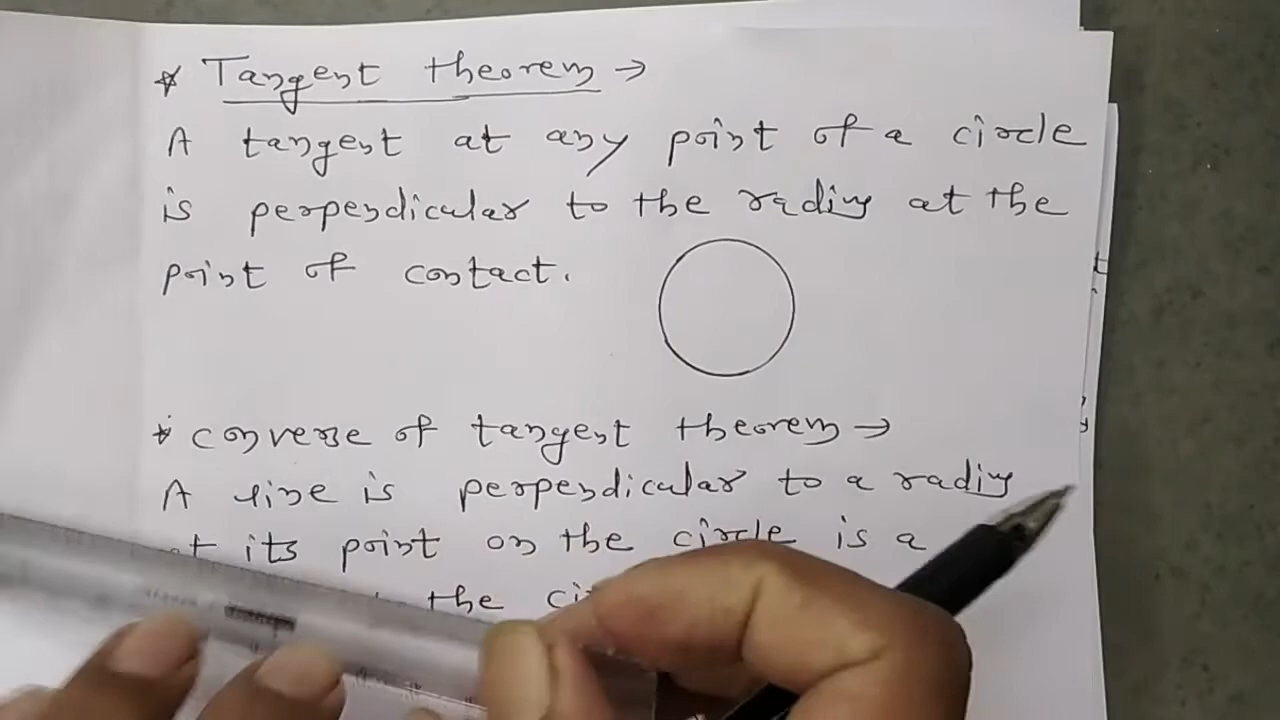 * Tangent theorem →
A tangent at any point of a circle
is perpendicular to the radius at the
point of contact.
* converse of tangent theorem →
A line is perpendicular to a radius
at its point on the circle is a
the